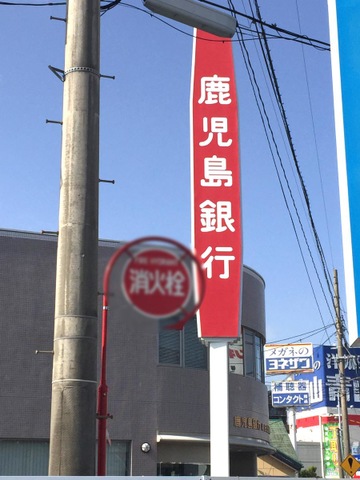 鹿児島銀行
消火栓
メガネの
ヨネザワ
補聴器
コンタクト